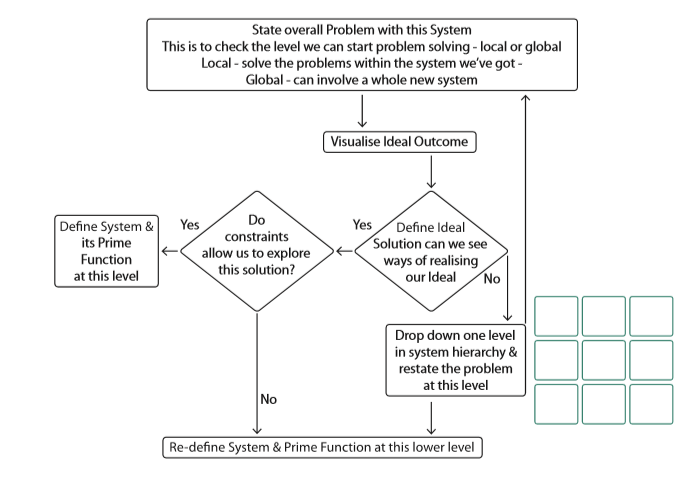 State overall Problem with this System
This is to check the level we can start problem solving - local or global
Local - solve the problems within the system we've got -
Global - can involve a whole new system
Visualise Ideal Outcome
Define Ideal
Solution can we see
ways of realising
our Ideal
Yes
No
Do
constraints
allow us to explore
this solution?
Yes
No
Define System &
its Prime
Function
at this level
Drop down one level
in system hierarchy &
restate the problem
at this level
Re-define System & Prime Function at this lower level